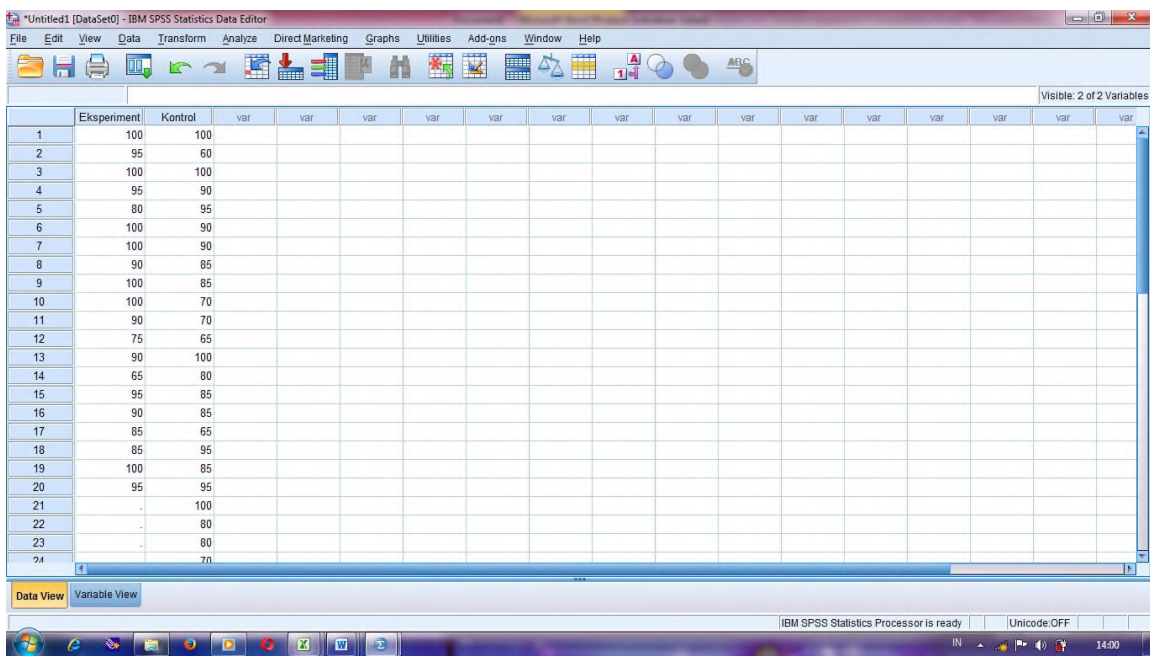 *Untitled1 [DataSet0] - IBM SPSS Statistics Data Editor
File Edit View Data Transform Analyze Direct Marketing Graphs Utilities Add-ons Window Help
Visible: 2 of 2 Variables
Eksperiment Kontrol var var var var var var var var var var var var var var var
1 100 100
2 95 60
3 100 100
4 95 90
5 80 95
6 100 90
7 100 90
8 90 85
9 100 85
10 100 70
11 90 70
12 75 65
13 90 100
14 65 80
15 95 85
16 90 85
17 85 65
18 85 95
19 100 85
20 95 95
21 . 100
22 . 80
23 . 80
24 70
Data View Variable View
IBM SPSS Statistics Processor is ready Unicode:OFF
IN 14:00